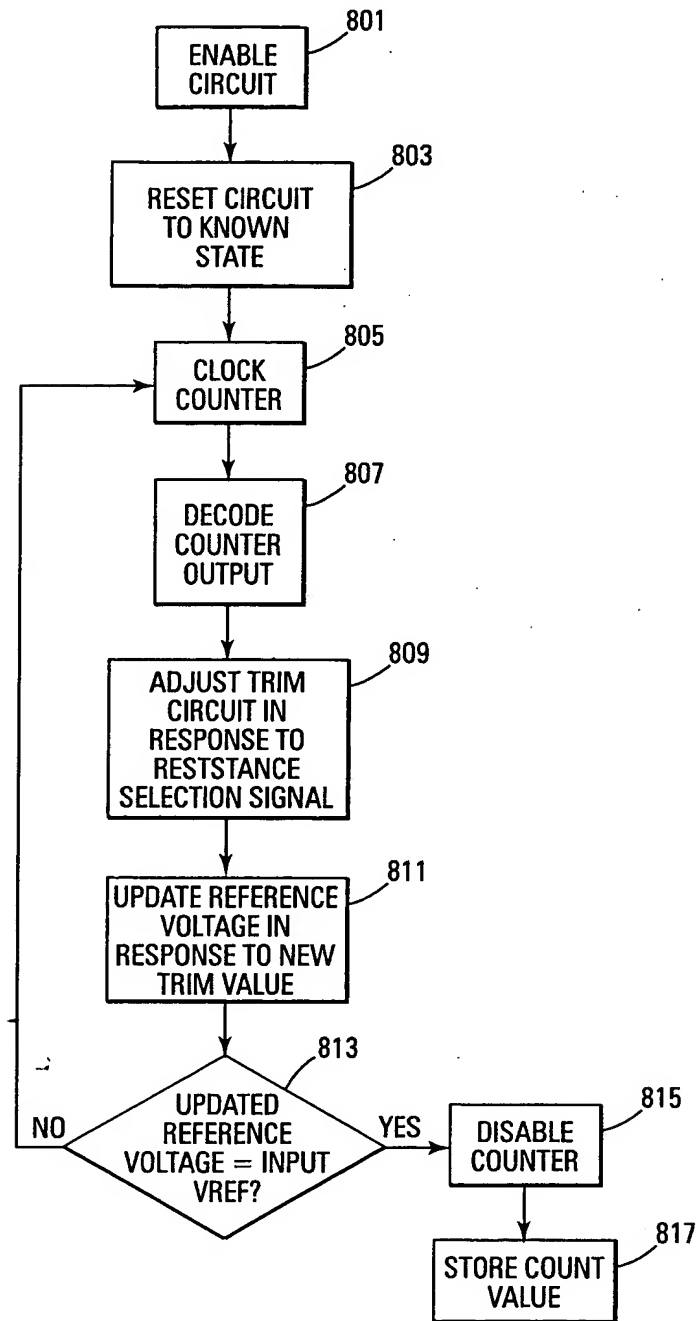 801
ENABLE
CIRCUIT
803
RESET CIRCUIT
TO KNOWN
STATE
805
CLOCK
COUNTER
807
DECODE
COUNTER
OUTPUT
809
ADJUST TRIM
CIRCUIT IN
RESPONSE TO
RESTSTANCE
SELECTION SIGNAL
811
UPDATE REFERENCE
VOLTAGE IN
RESPONSE TO NEW
TRIM VALUE
813
UPDATED
REFERENCE
VOLTAGE = INPUT
VREF?
NO
YES
815
DISABLE
COUNTER
817
STORE COUNT
VALUE